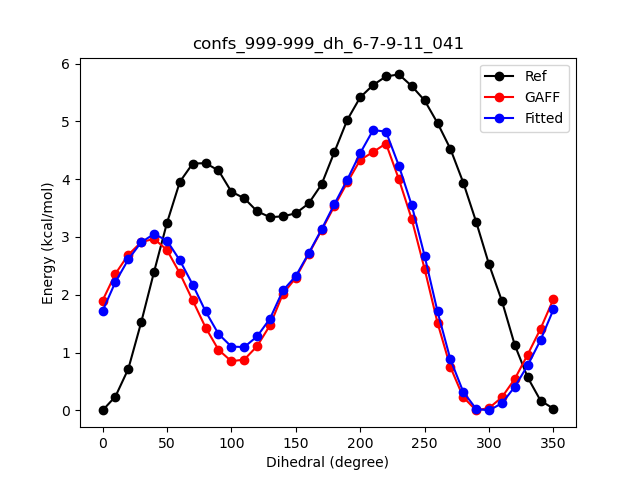 confs_999-999_dh_6-7-9-11_041
Ref
GAFF
Fitted
Energy (kcal/mol)
6
5
4
3
2
1
0
0 50 100 150 200 250 300 350
Dihedral (degree)